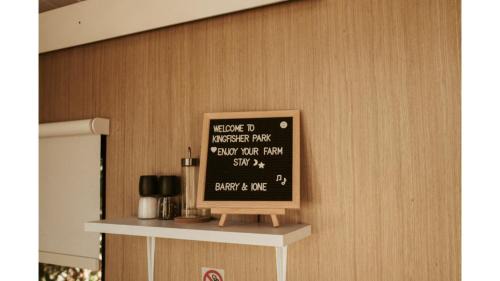 WELCOME TO
KINGFISHER PARK
ENJOY YOUR FARM
STAY
BARRY & IONE